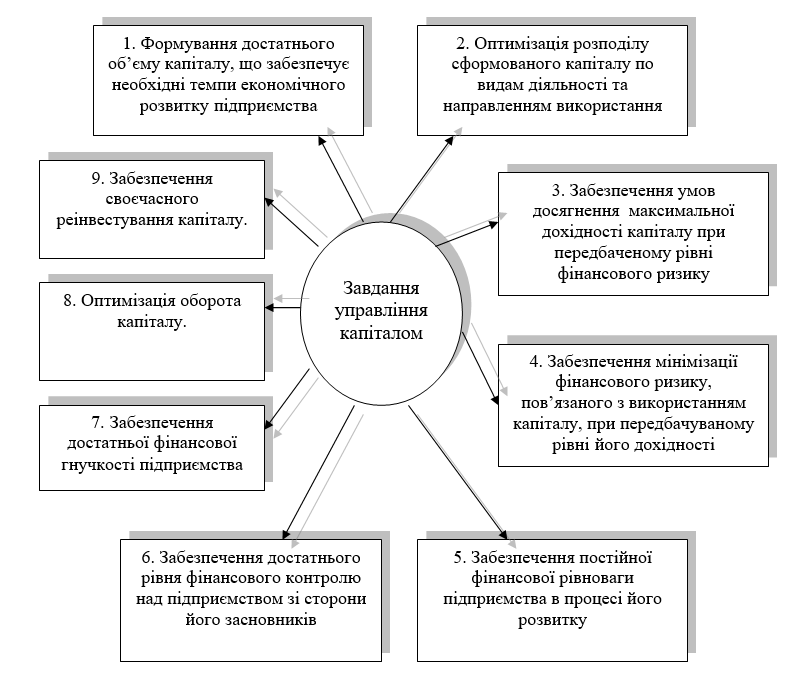 1. Формування достатнього
об’єму капіталу, що забезпечує
необхідні темпи економічного
розвитку підприємства
2. Оптимізація розподілу
сформованого капіталу по
видам діяльності та
направленням використання
9. Забезпечення
своєчасного
реінвестування капіталу.
3. Забезпечення умов
досягнення максимальної
дохідності капіталу при
передбаченому рівні
фінансового ризику
Завдання
управління
капіталом
8. Оптимізація оборота
капіталу.
4. Забезпечення мінімізації
фінансового ризику,
пов’язаного з використанням
капіталу, при передбачуваному
рівні його дохідності
7. Забезпечення
достатньої фінансової
гнучкості підприємства
6. Забезпечення достатнього
рівня фінансового контролю
над підприємством зі сторони
його засновників
5. Забезпечення постійної
фінансової рівноваги
підприємства в процесі його
розвитку